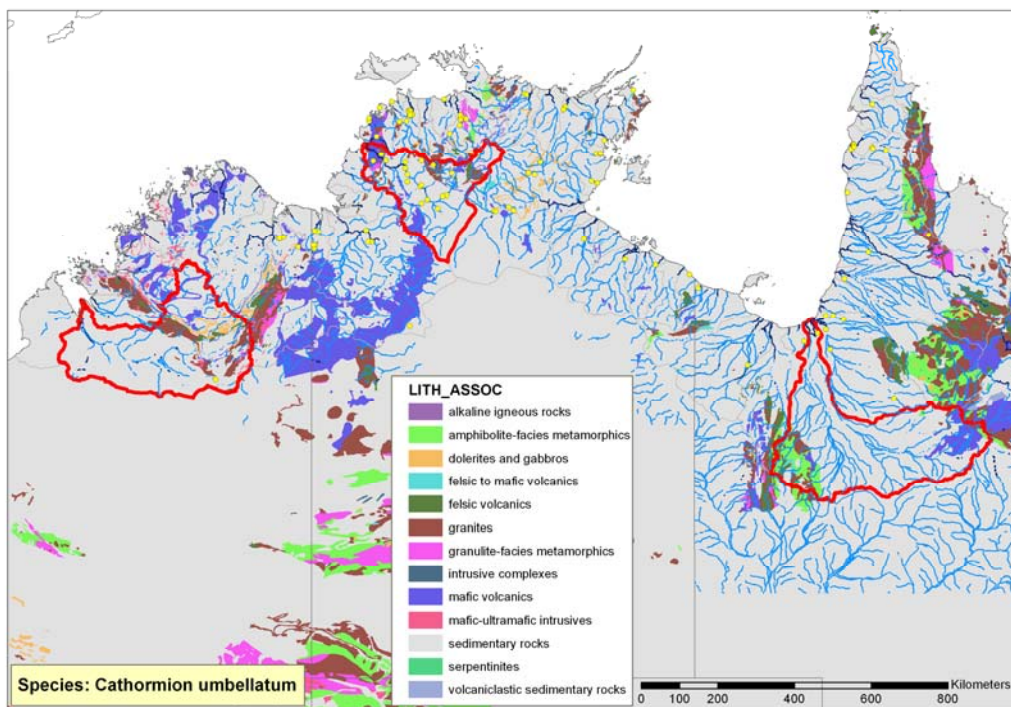 LITH_ASSOC
alkaline igneous rocks
amphibolite-facies metamorphics
dolerites and gabbros
felsic to mafic volcanics
felsic volcanics
granites
granulite-facies metamorphics
intrusive complexes
mafic volcanics
mafic-ultramafic intrusives
sedimentary rocks
serpentinites
volcaniclastic sedimentary rocks
Species: Cathormion umbellatum
Kilometers
0 100 200 400 600 800